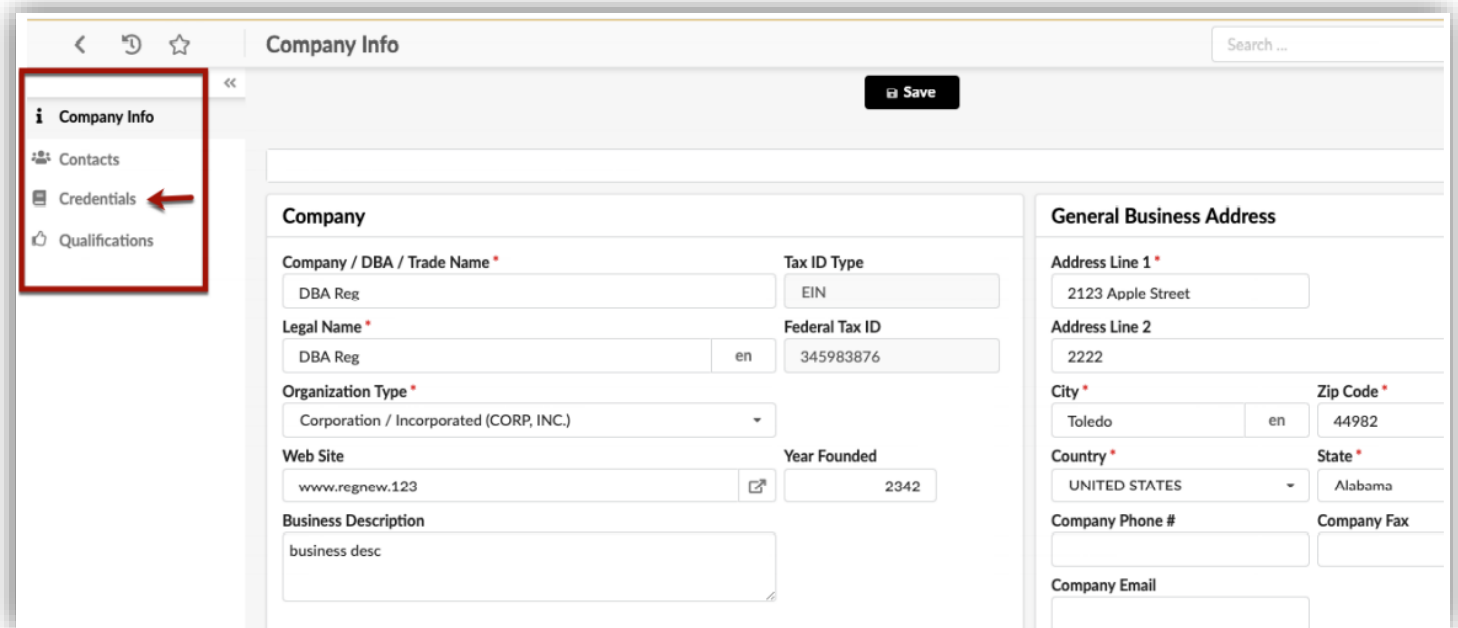 Company Info
Search ...
Save
Company Info
Contacts
Credentials
Qualifications
Company
Company / DBA / Trade Name *
Tax ID Type
DBA Reg
EIN
Legal Name *
Federal Tax ID
DBA Reg
en
345983876
Organization Type *
Corporation / Incorporated (CORP, INC.)
Web Site
Year Founded
www.regnew.123
2342
Business Description
business desc
General Business Address
Address Line 1 *
2123 Apple Street
Address Line 2
2222
City *
Zip Code *
Toledo
en
44982
Country *
State *
UNITED STATES
Alabama
Company Phone #
Company Fax
Company Email